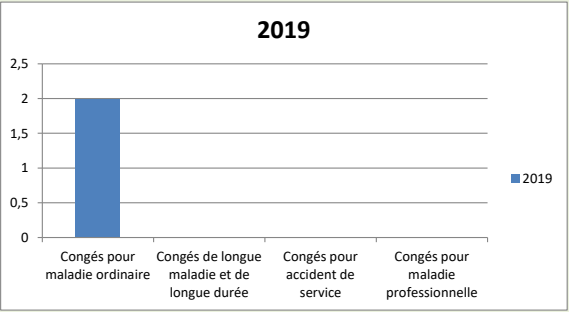 2019
2,5
2
1,5
1
0,5
0
2019
Congés pour
maladie ordinaire
Congés de longue
maladie et de
longue durée
Congés pour
accident de
service
Congés pour
maladie
professionnelle